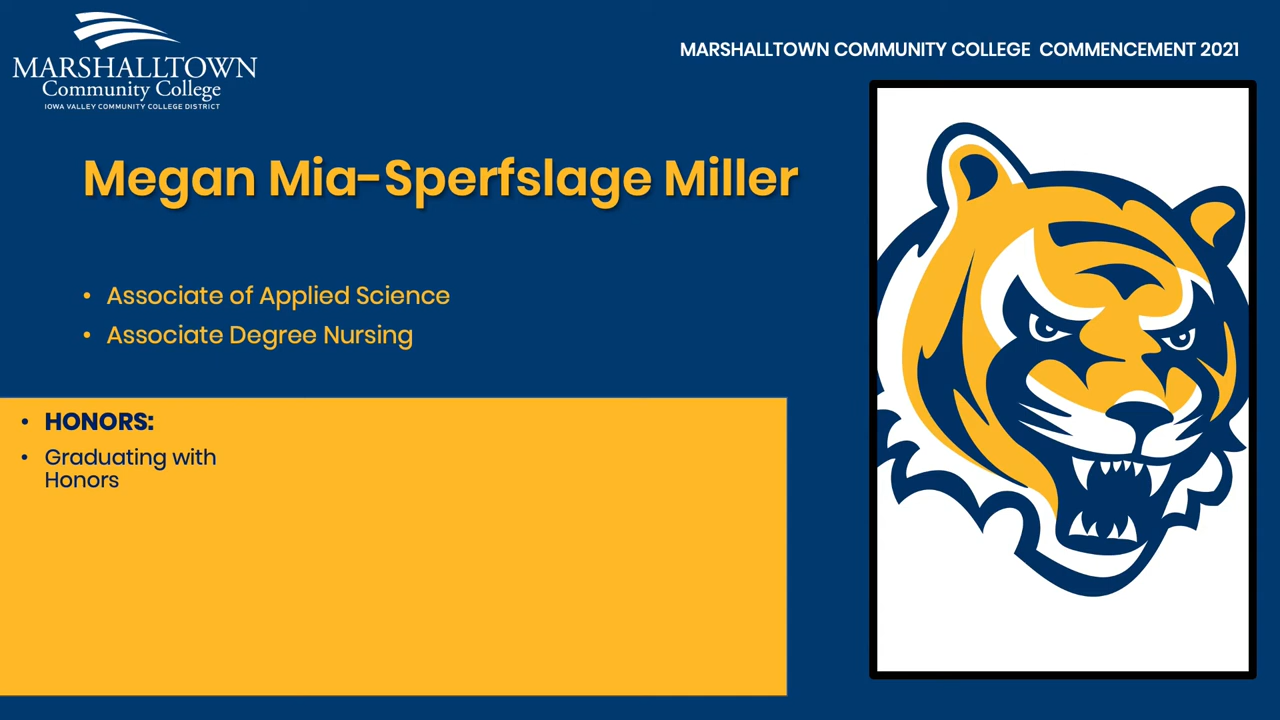 MARSHALLTOWN
Community College
IOWA VALLEY COMMUNITY COLLEGE DISTRICT
MARSHALLTOWN COMMUNITY COLLEGE  COMMENCEMENT 2021
Megan Mia-Sperfslage Miller
• Associate of Applied Science
• Associate Degree Nursing
• HONORS:
• Graduating with
Honors